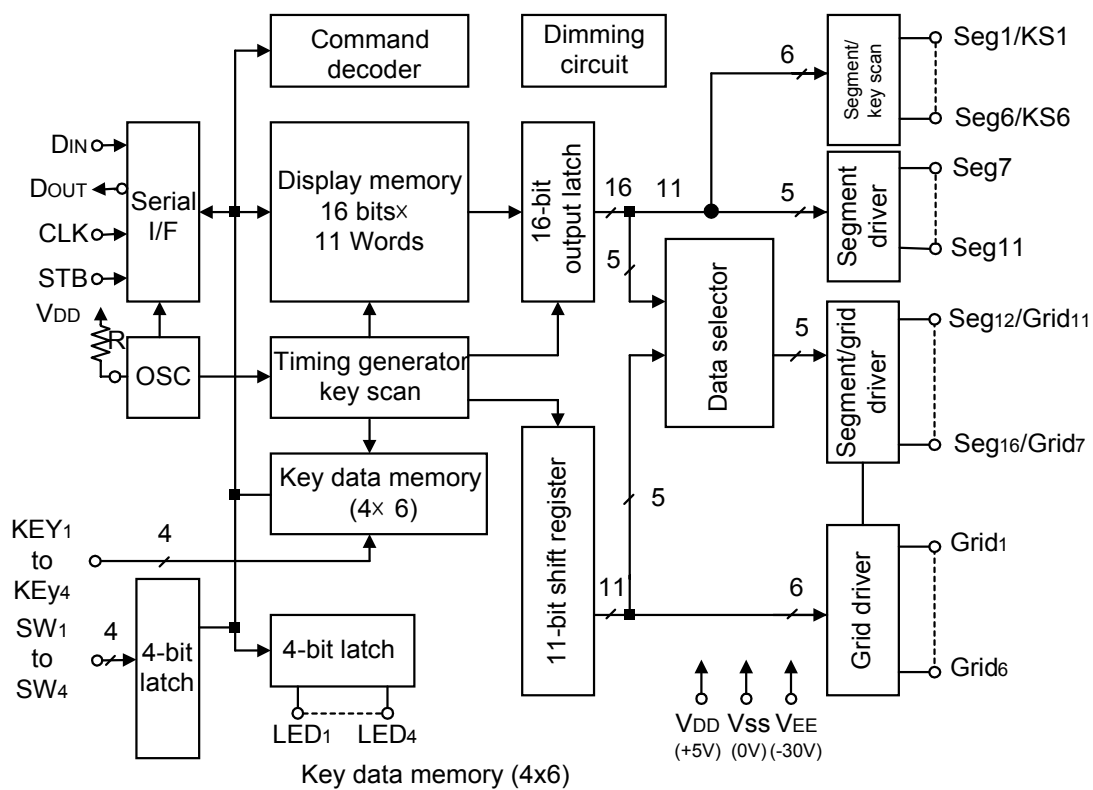 Command
decoder
Dimming
circuit
6
Segment/
key scan
Seg1/KS1
Seg6/KS6
DIN
DOUT
CLK
STB
Serial
I/F
Display memory
16 bits×
11 Words
16-bit
output latch
16
11
5
Segment
driver
Seg7
Seg11
5
Data selector
VDD
R
OSC
Timing generator
key scan
5
Segment/grid
driver
Seg12/Grid11
Seg16/Grid7
Key data memory
(4× 6)
11-bit shift register
5
KEY1
to
KEy4
4
11
6
Grid driver
Grid1
Grid6
SW1
to
SW4
4
4-bit
latch
4-bit latch
LED1
LED4
VDD
(+5V)
Vss
(0V)
VEE
(-30V)
Key data memory (4x6)